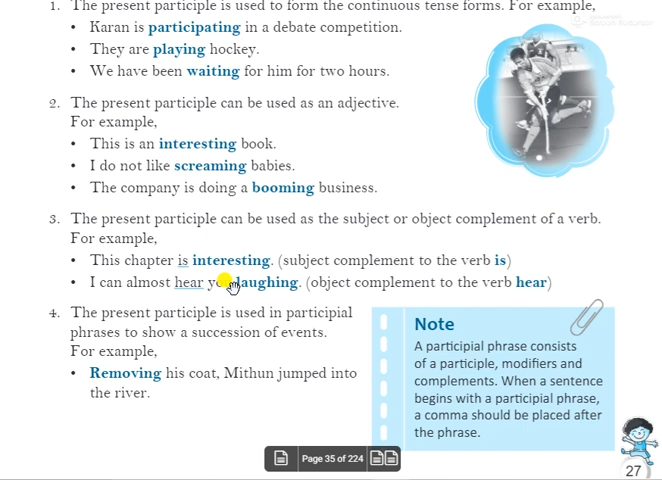 1. The present participle is used to form the continuous tense forms. For example,
• Karan is participating in a debate competition.
• They are playing hockey.
• We have been waiting for him for two hours.
2. The present participle can be used as an adjective.
For example,
• This is an interesting book.
• I do not like screaming babies.
• The company is doing a booming business.
3. The present participle can be used as the subject or object complement of a verb.
For example,
• This chapter is interesting. (subject complement to the verb is)
• I can almost hear laughing. (object complement to the verb hear)
4. The present participle is used in participial
phrases to show a succession of events.
For example,
• Removing his coat, Mithun jumped into
the river.
Note
A participial phrase consists
of a participle, modifiers and
complements. When a sentence
begins with a participial phrase,
a comma should be placed after
the phrase.
Page 35 of 224
27